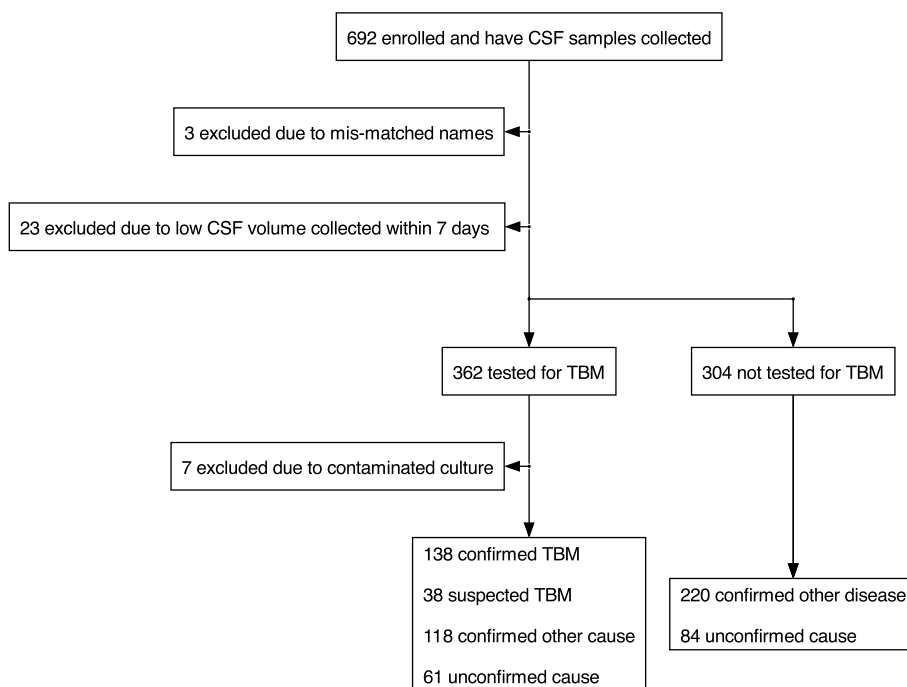 692 enrolled and have CSF samples collected
3 excluded due to mis-matched names
23 excluded due to low CSF volume collected within 7 days
362 tested for TBM
304 not tested for TBM
7 excluded due to contaminated culture
138 confirmed TBM
38 suspected TBM
118 confirmed other cause
61 unconfirmed cause
220 confirmed other disease
84 unconfirmed cause